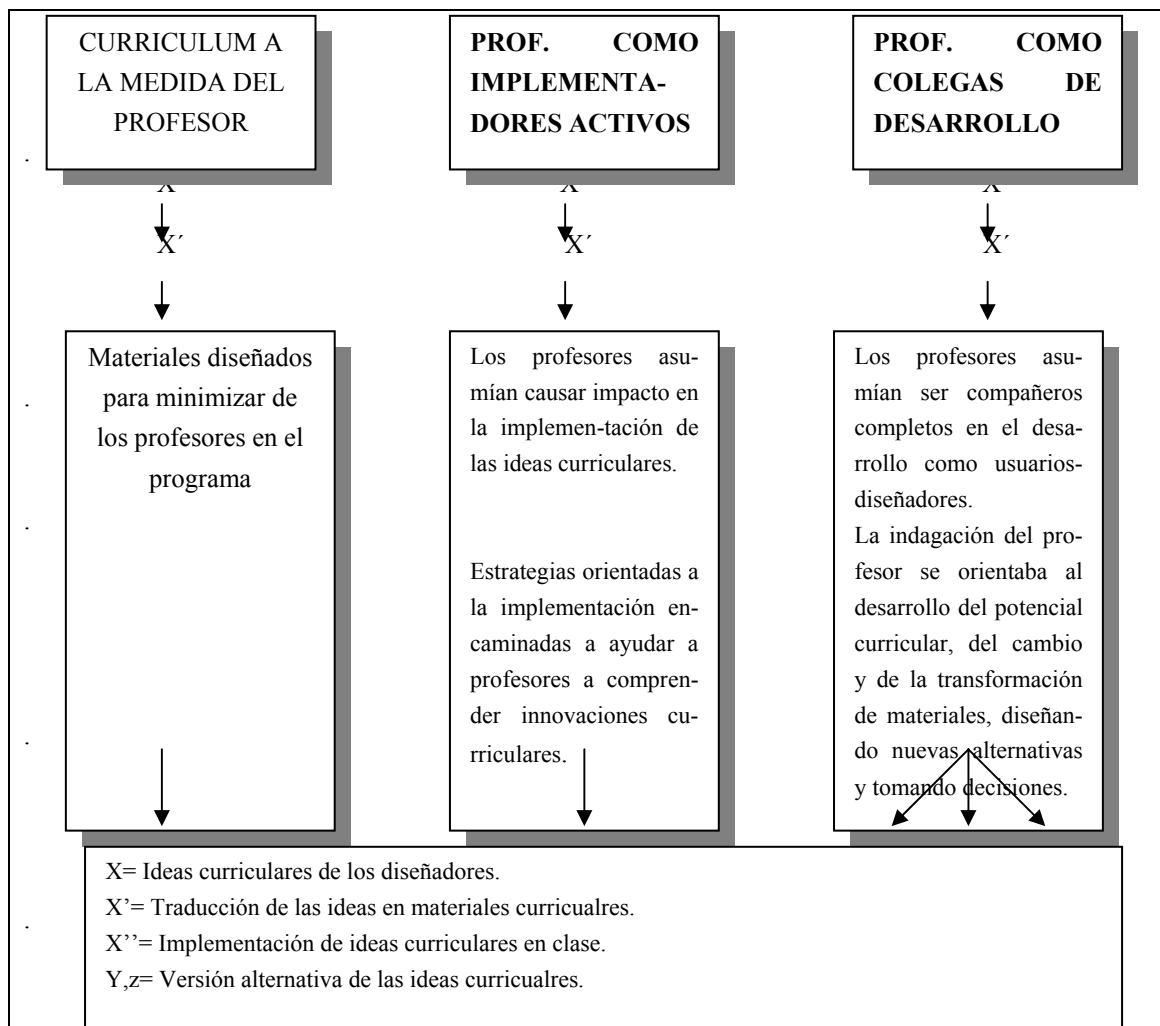 CURRICULUM A
LA MEDIDA DEL
PROFESOR
PROF. COMO
IMPLEMENTA-
DORES ACTIVOS
PROF. COMO
COLEGAS DE
DESARROLLO
X
X
X
X´
X´
X´
Materiales diseñados
para minimizar de
los profesores en el
programa
Los profesores asu-
mían causar impacto en
la implemen-tación de
las ideas curriculares.
Estrategias orientadas a
la implementación en-
caminadas a ayudar a
profesores a compren-
der innovaciones cu-
rriculares.
Los profesores asu-
mían ser compañeros
completos en el desa-
rrollo como usuarios-
diseñadores.
La indagación del pro-
fesor se orientaba al
desarrollo del potencial
curricular, del cambio
y de la transformación
de materiales, diseñan-
do nuevas alternativas
y tomando decisiones.
X= Ideas curriculares de los diseñadores.
X’= Traducción de las ideas en materiales curricualres.
X’’= Implementación de ideas curriculares en clase.
Y,z= Versión alternativa de las ideas curricualres.